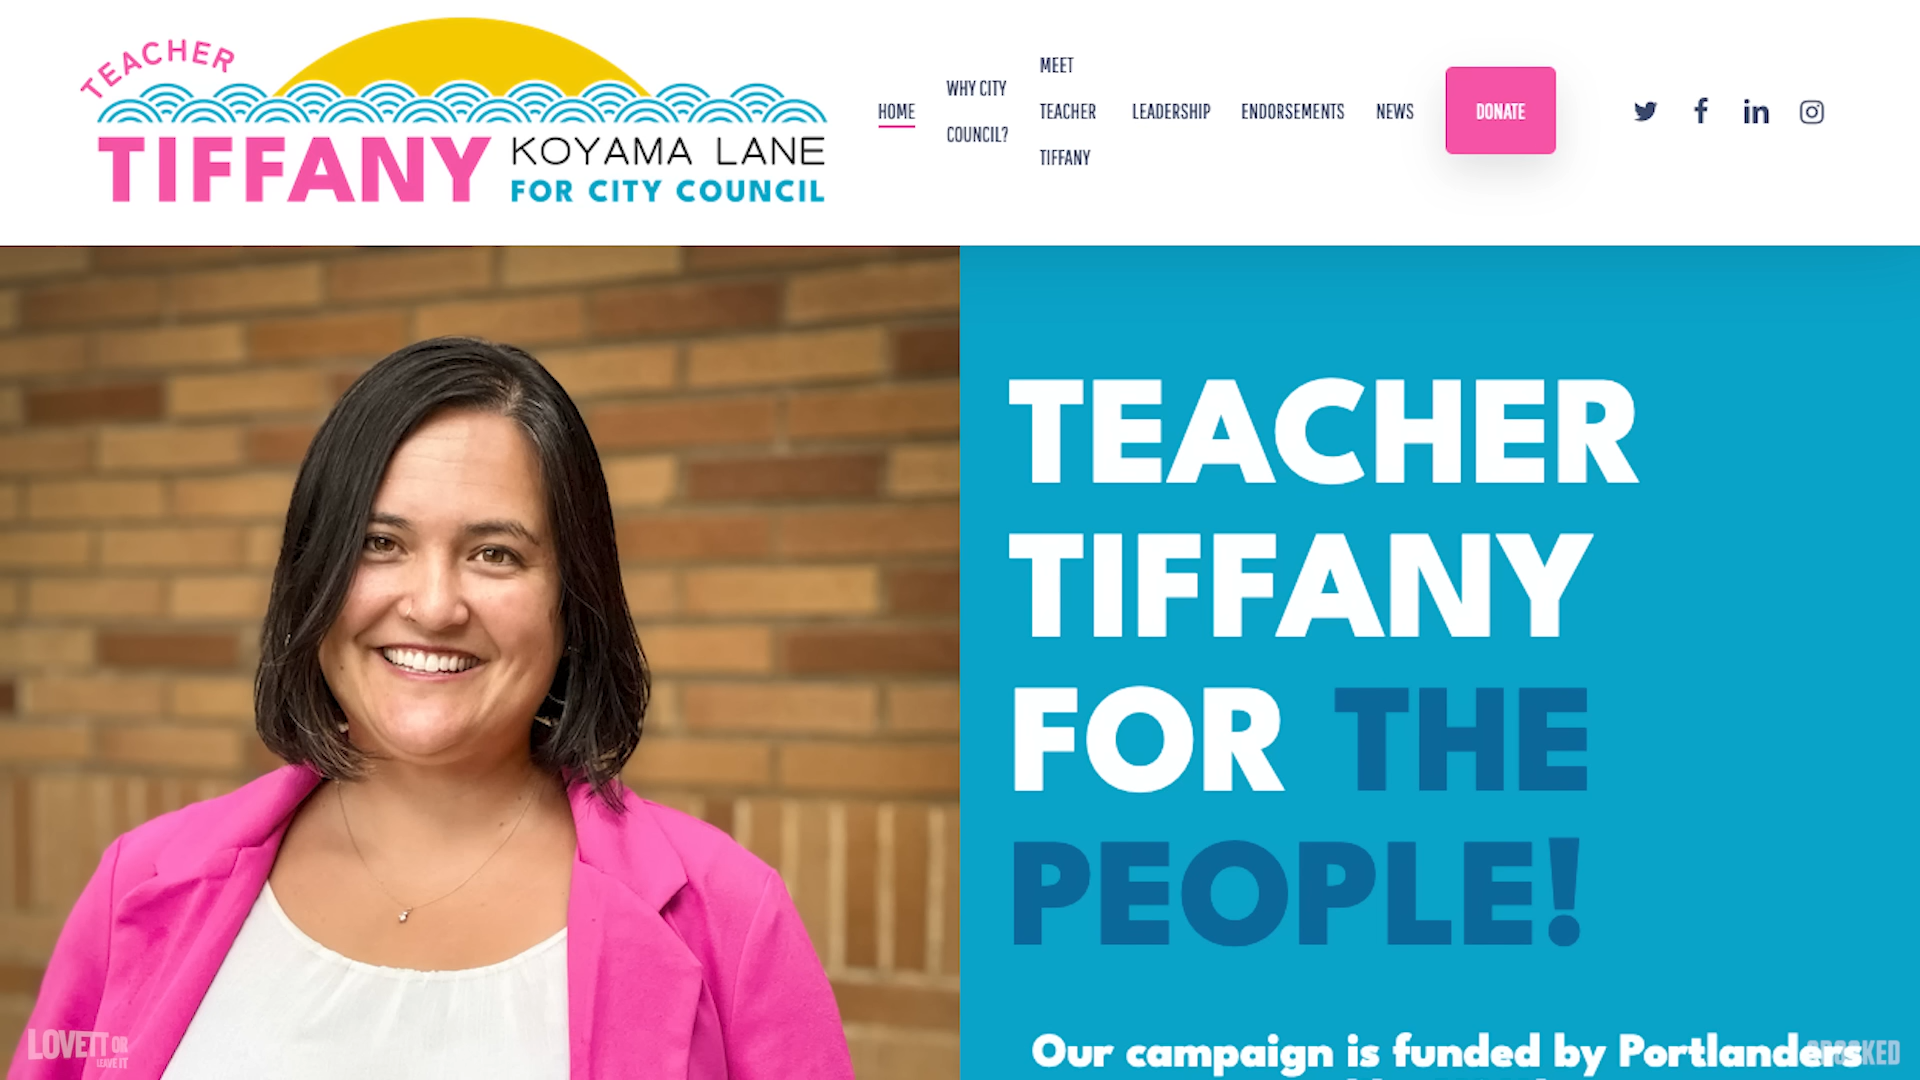 TEACHER
TIFFANY KOYAMA LANE
FOR CITY COUNCIL
HOME
WHY CITY
COUNCIL?
MEET
TEACHER
TIFFANY
LEADERSHIP
ENDORSEMENTS
NEWS
DONATE
TEACHER
TIFFANY
FOR THE
PEOPLE!
Our campaign is funded by Portlanders
LOVETT OR
LEAVE IT